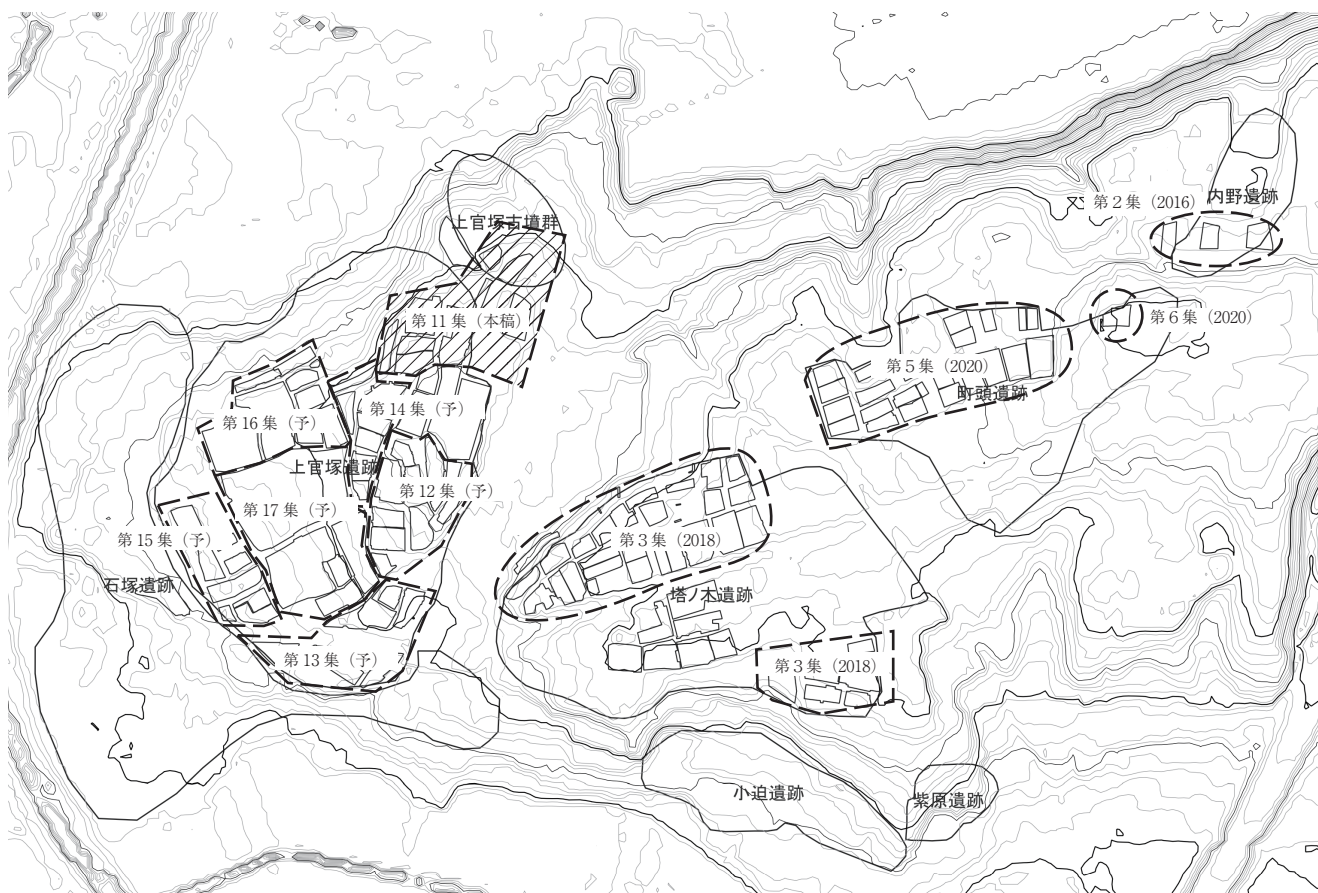 第２集（2016）
内野遺跡
上官塚古墳群
第11集（本稿）
第６集（2020）
第５集（2020）
町頭遺跡
第14集（予）
第16集（予）
上官塚遺跡
第12集（予）
第17集（予）
第15集（予）
第３集（2018）
石塚遺跡
塔ノ木遺跡
第13集（予）
第３集（2018）
小迫遺跡
紫原遺跡